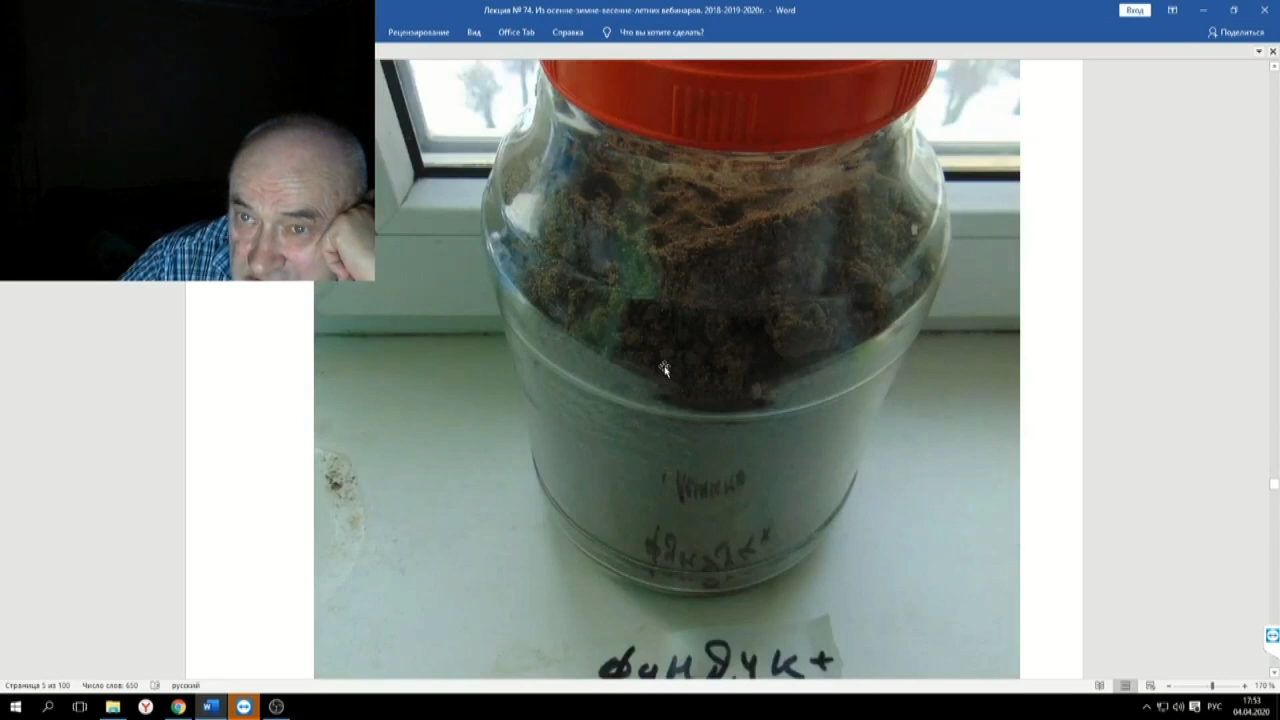 Лекция № 74. Из осенне-зимне-весенне-летних вебинаров. 2018-2019-2020г. - Word
Вход
Рецензирование Вид Office Tab Справка Что вы хотите сделать? Поделиться
фундук+
Страница 5 из 100 Число слов: 650 русский 170 %
РУС
17:53
04.04.2020